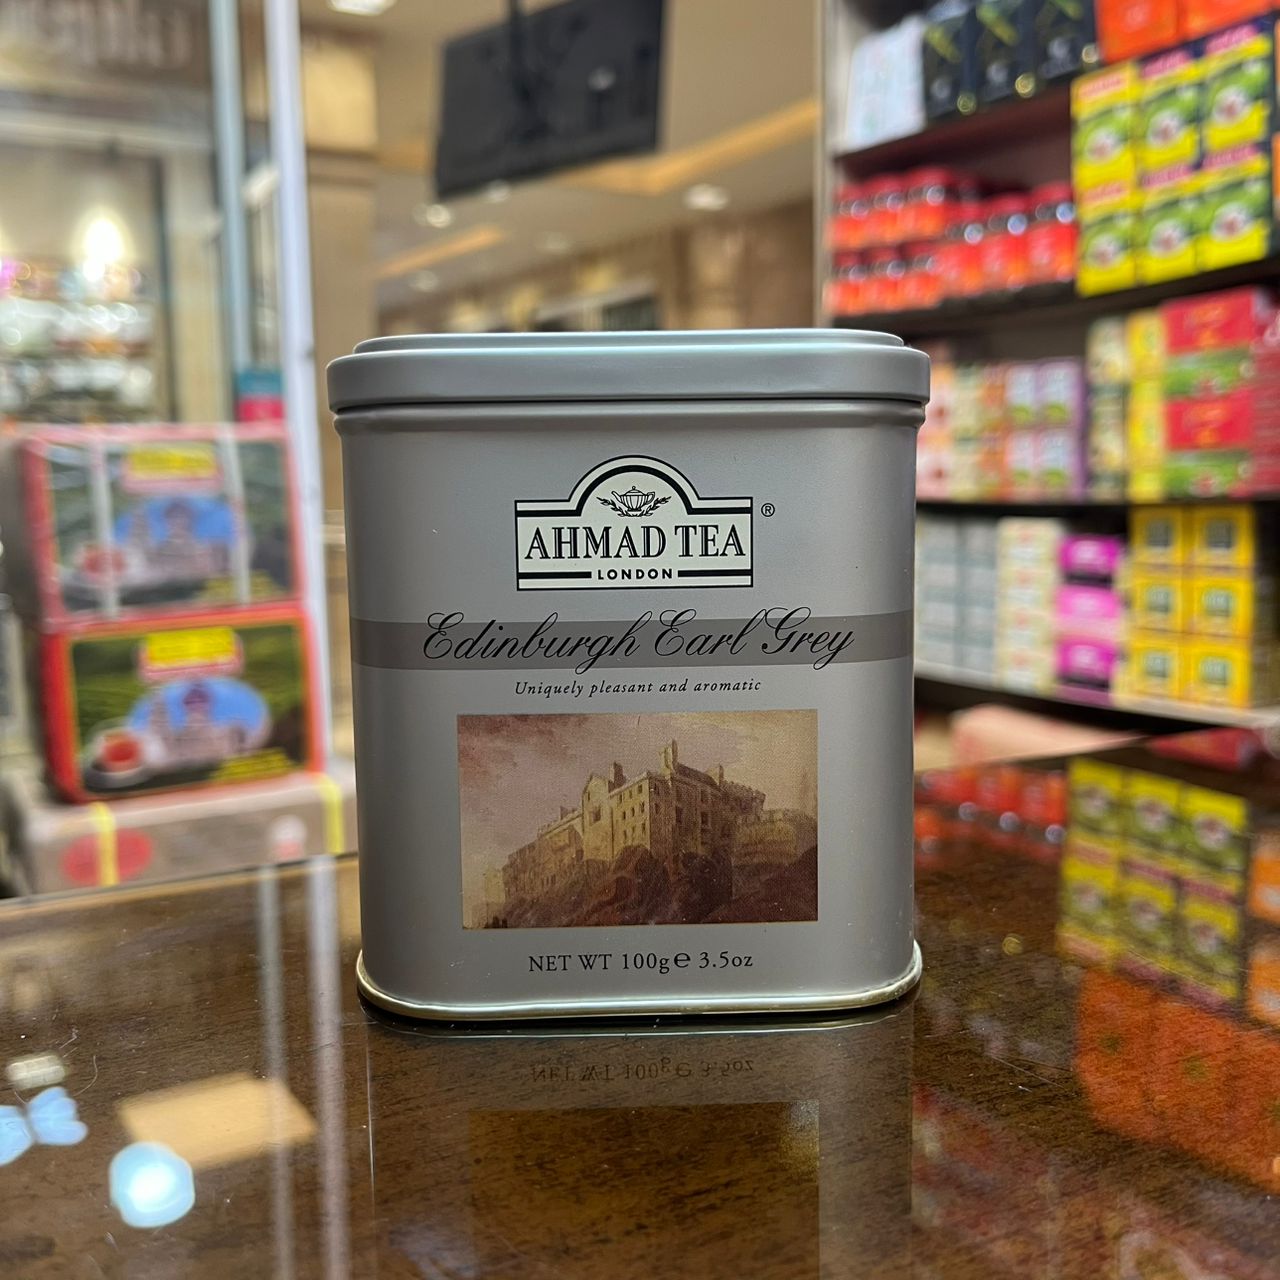 AHMAD TEA
®
LONDON
Edinburgh Earl Grey
Uniquely pleasant and aromatic
NET WT 100g℮ 3.5oz